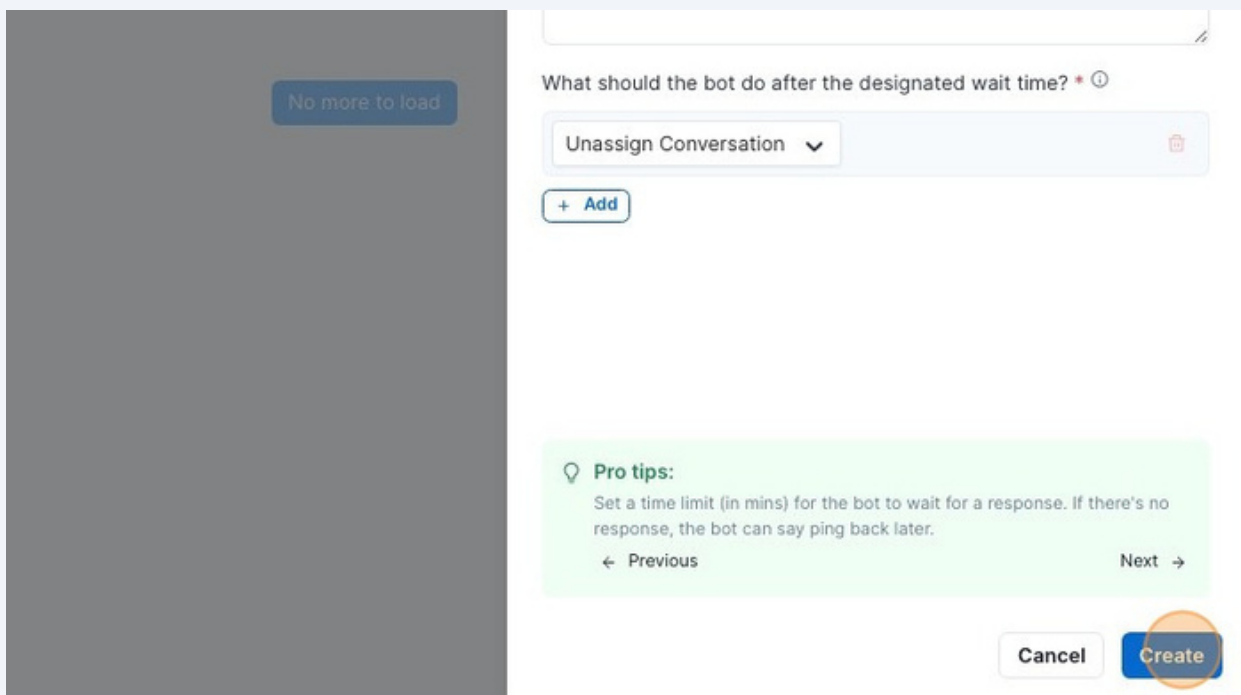 No more to load
What should the bot do after the designated wait time? *
Unassign Conversation
+ Add
Pro tips:
Set a time limit (in mins) for the bot to wait for a response. If there's no
response, the bot can say ping back later.
← Previous
Next →
Cancel
Create